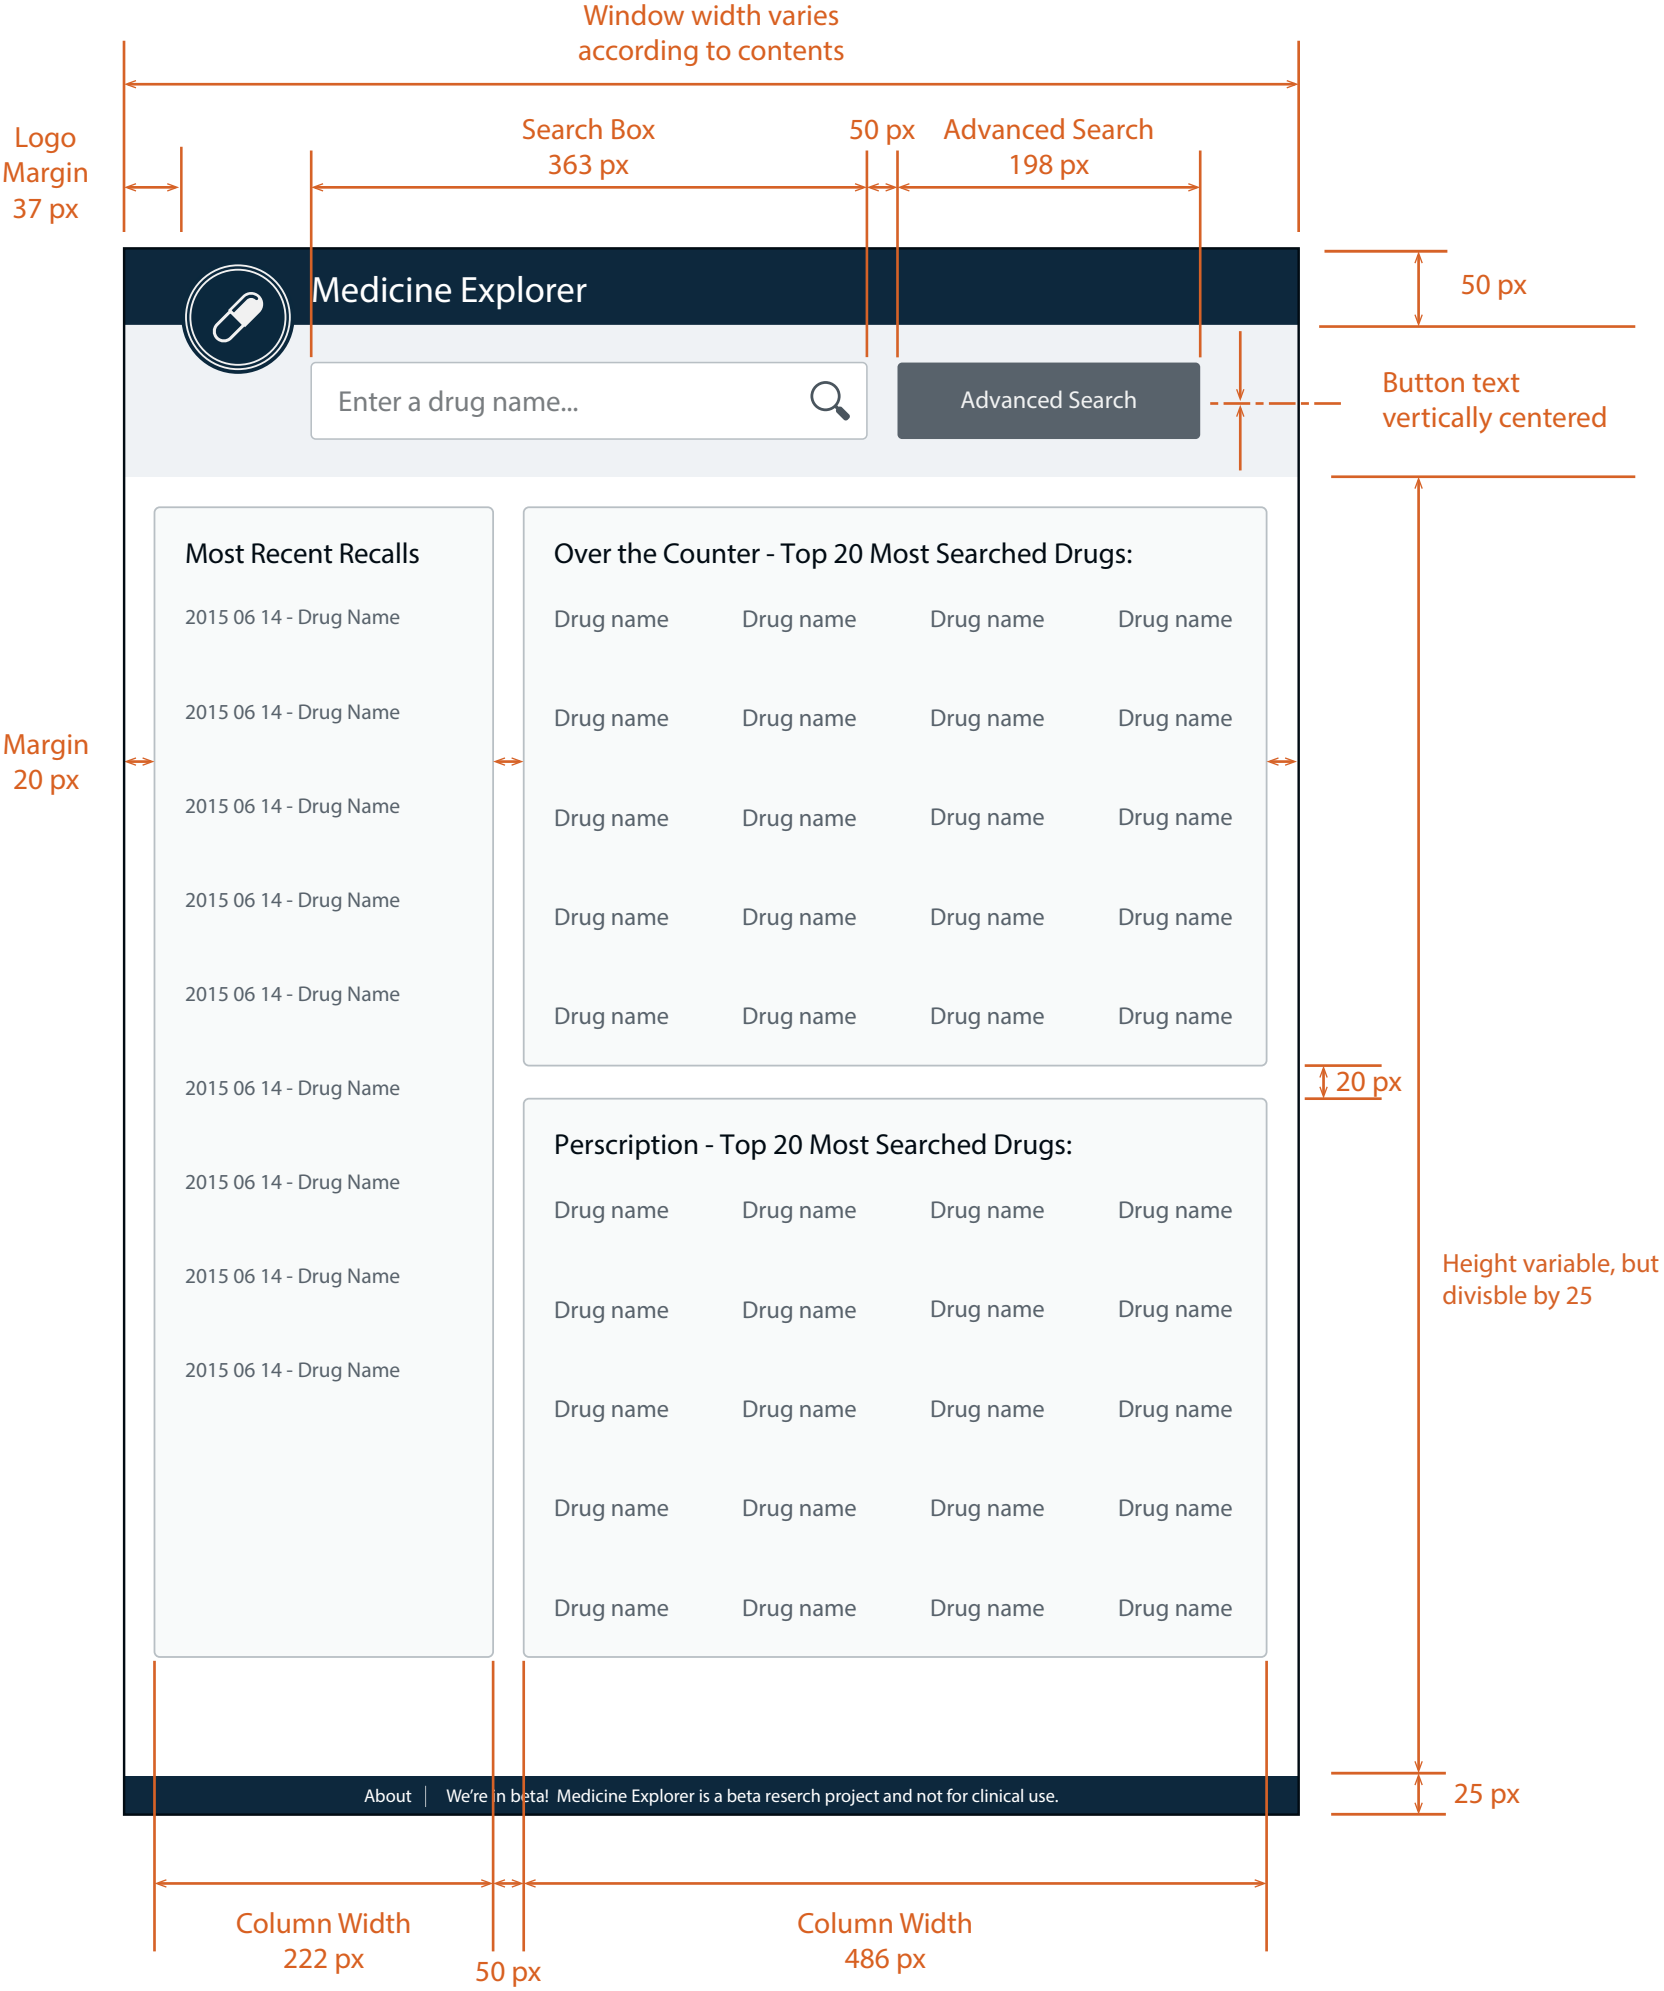 Window width varies
according to contents
Logo
Margin
37 px
Search Box
363 px
50 px
Advanced Search
198 px
Medicine Explorer
50 px
Enter a drug name...
Advanced Search
Button text
vertically centered
Most Recent Recalls
2015 06 14 - Drug Name
2015 06 14 - Drug Name
2015 06 14 - Drug Name
2015 06 14 - Drug Name
2015 06 14 - Drug Name
2015 06 14 - Drug Name
2015 06 14 - Drug Name
2015 06 14 - Drug Name
2015 06 14 - Drug Name
Margin
20 px
Over the Counter - Top 20 Most Searched Drugs:
Drug name Drug name Drug name Drug name
Drug name Drug name Drug name Drug name
Drug name Drug name Drug name Drug name
Drug name Drug name Drug name Drug name
Drug name Drug name Drug name Drug name
20 px
Perscription - Top 20 Most Searched Drugs:
Drug name Drug name Drug name Drug name
Drug name Drug name Drug name Drug name
Drug name Drug name Drug name Drug name
Drug name Drug name Drug name Drug name
Drug name Drug name Drug name Drug name
Height variable, but
divisble by 25
About | We're in beta! Medicine Explorer is a beta reserch project and not for clinical use.
25 px
Column Width
222 px
50 px
Column Width
486 px